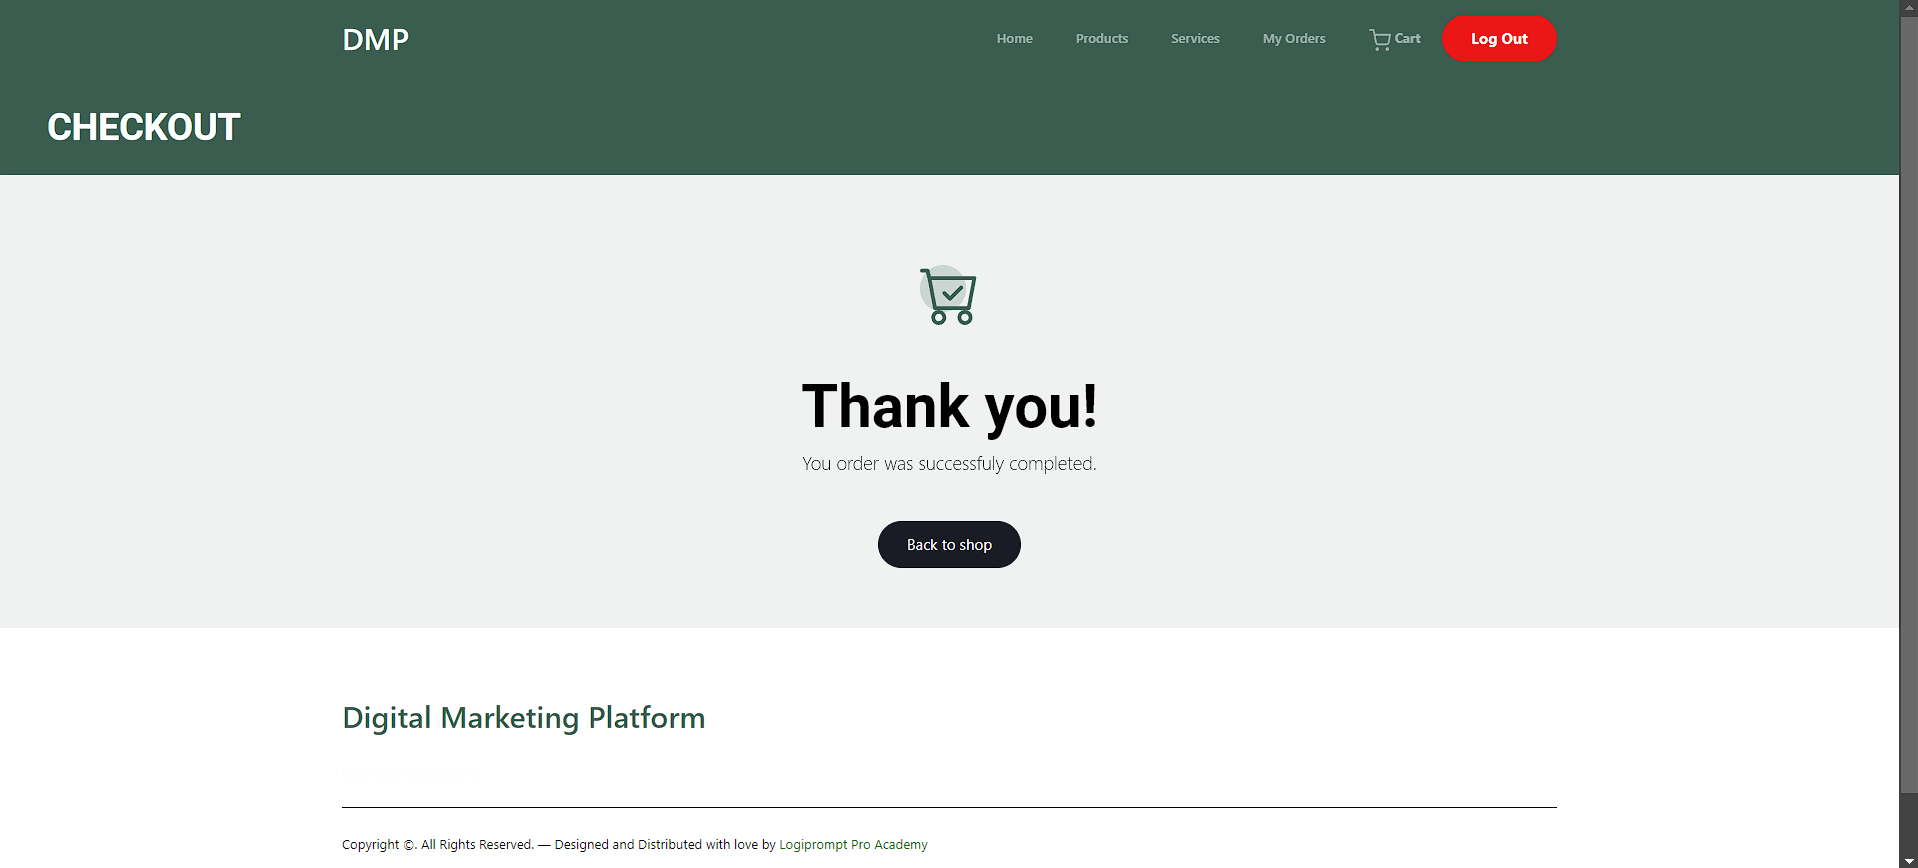 DMP
Home Products Services My Orders Cart Log Out
CHECKOUT
Thank you!
You order was successfuly completed.
Back to shop
Digital Marketing Platform
Copyright ©. All Rights Reserved. — Designed and Distributed with love by Logiprompt Pro Academy